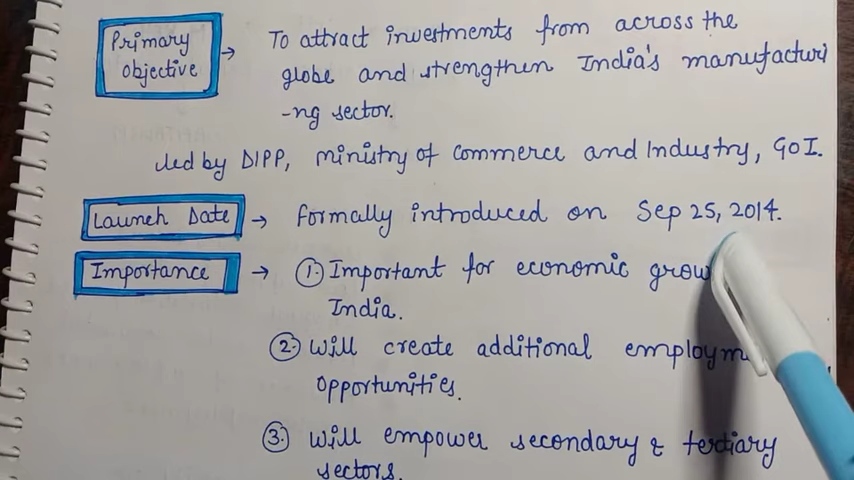 Primary Objective → To attract investments from across the
globe and strengthen India's manufacturi
-ng sector.
led by DIPP, ministry of commerce and Industry, GOI.
Launch Date → formally introduced on Sep 25, 2014.
Importance → 1. Important for economic grow
India.
2. will create additional employm
opportunities.
3. will empower secondary & tertiary
sectors.